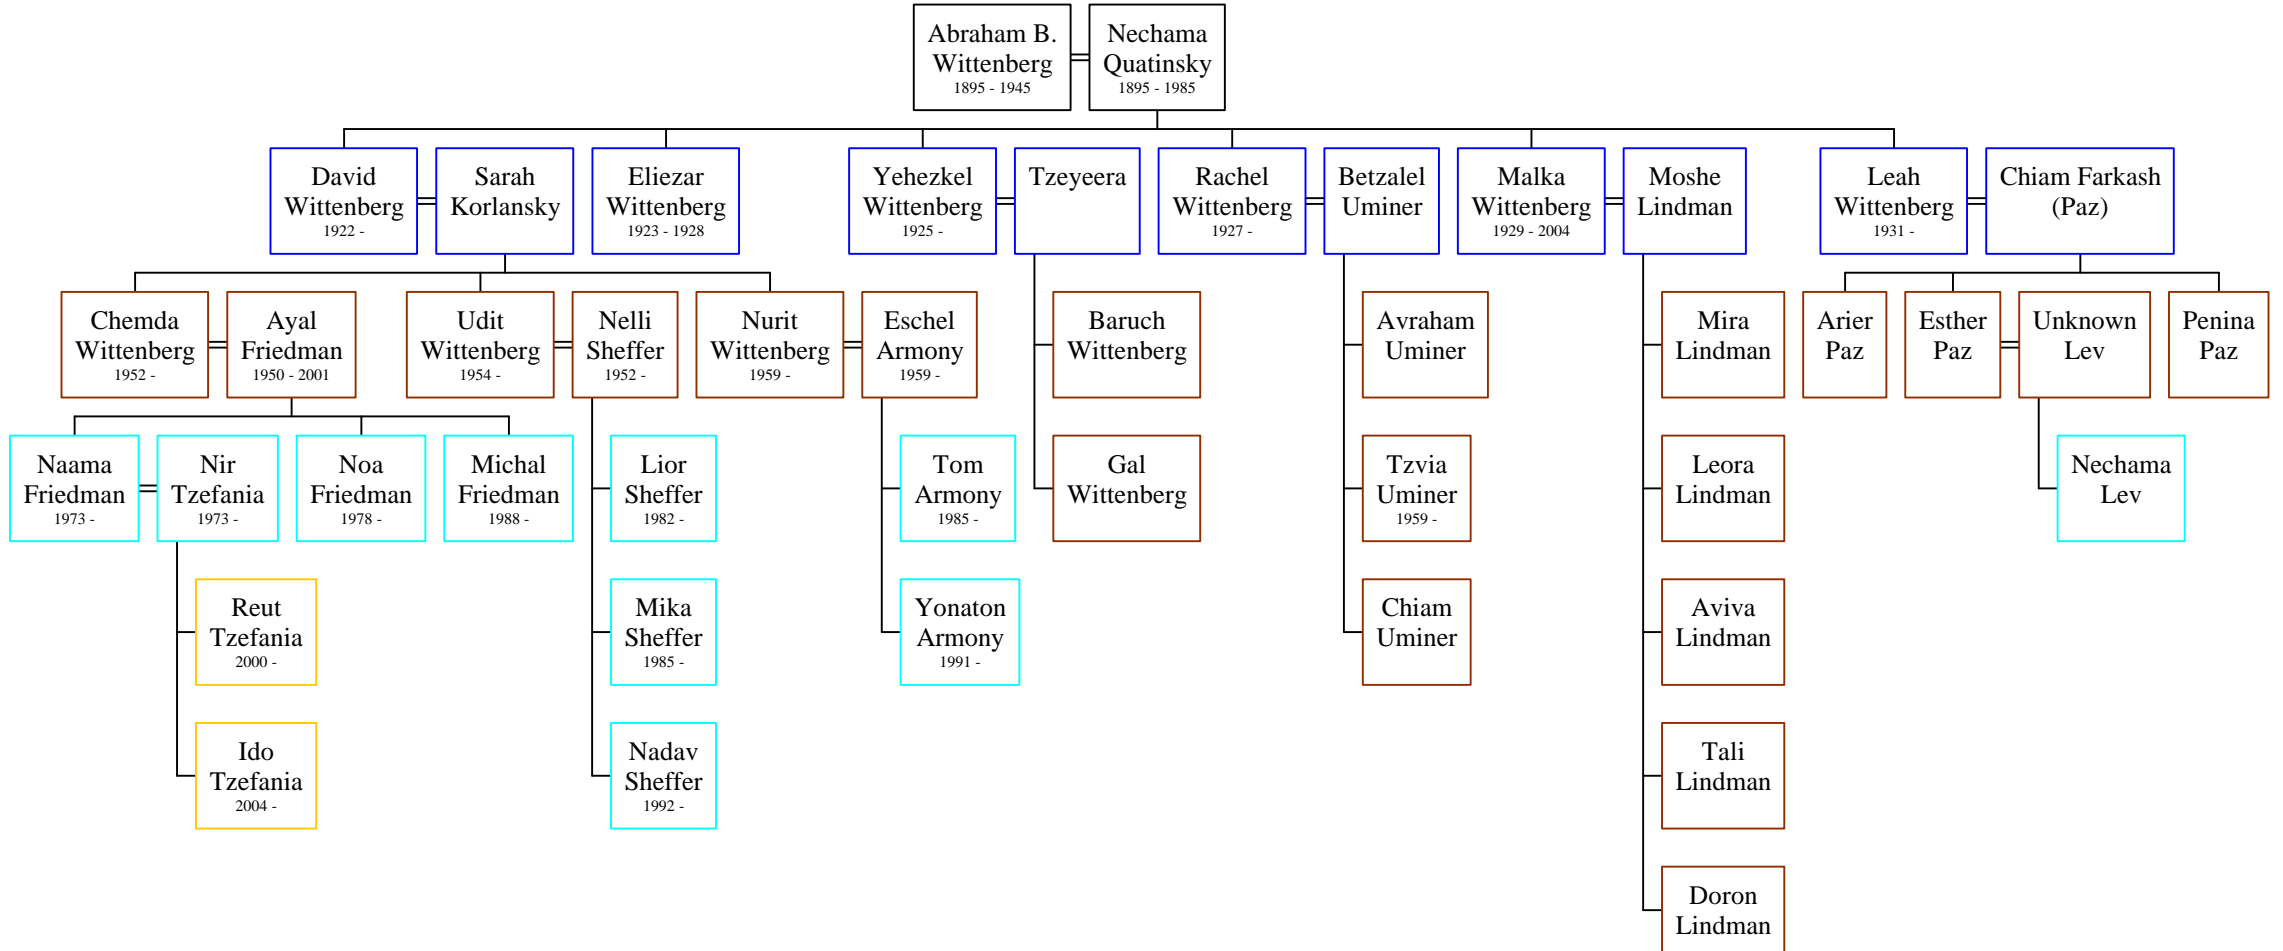 Abraham B.
Wittenberg
1895 - 1945
Nechama
Quatinsky
1895 - 1985
David
Wittenberg
1922 -
Sarah
Korlansky
Eliezar
Wittenberg
1923 - 1928
Yehezkel
Wittenberg
1925 -
Tzeyeera
Rachel
Wittenberg
1927 -
Betzalel
Uminer
Malka
Wittenberg
1929 - 2004
Moshe
Lindman
Leah
Wittenberg
1931 -
Chiam Farkash
(Paz)
Chemda
Wittenberg
1952 -
Ayal
Friedman
1950 - 2001
Udit
Wittenberg
1954 -
Nelli
Sheffer
1952 -
Nurit
Wittenberg
1959 -
Eschel
Armony
1959 -
Baruch
Wittenberg
Avraham
Uminer
Mira
Lindman
Arier
Paz
Esther
Paz
Unknown
Lev
Penina
Paz
Naama
Friedman
1973 -
Nir
Tzefania
1973 -
Noa
Friedman
1978 -
Michal
Friedman
1988 -
Lior
Sheffer
1982 -
Tom
Armony
1985 -
Gal
Wittenberg
Tzvia
Uminer
1959 -
Leora
Lindman
Nechama
Lev
Reut
Tzefania
2000 -
Mika
Sheffer
1985 -
Yonaton
Armony
1991 -
Chiam
Uminer
Aviva
Lindman
Ido
Tzefania
2004 -
Nadav
Sheffer
1992 -
Tali
Lindman
Doron
Lindman